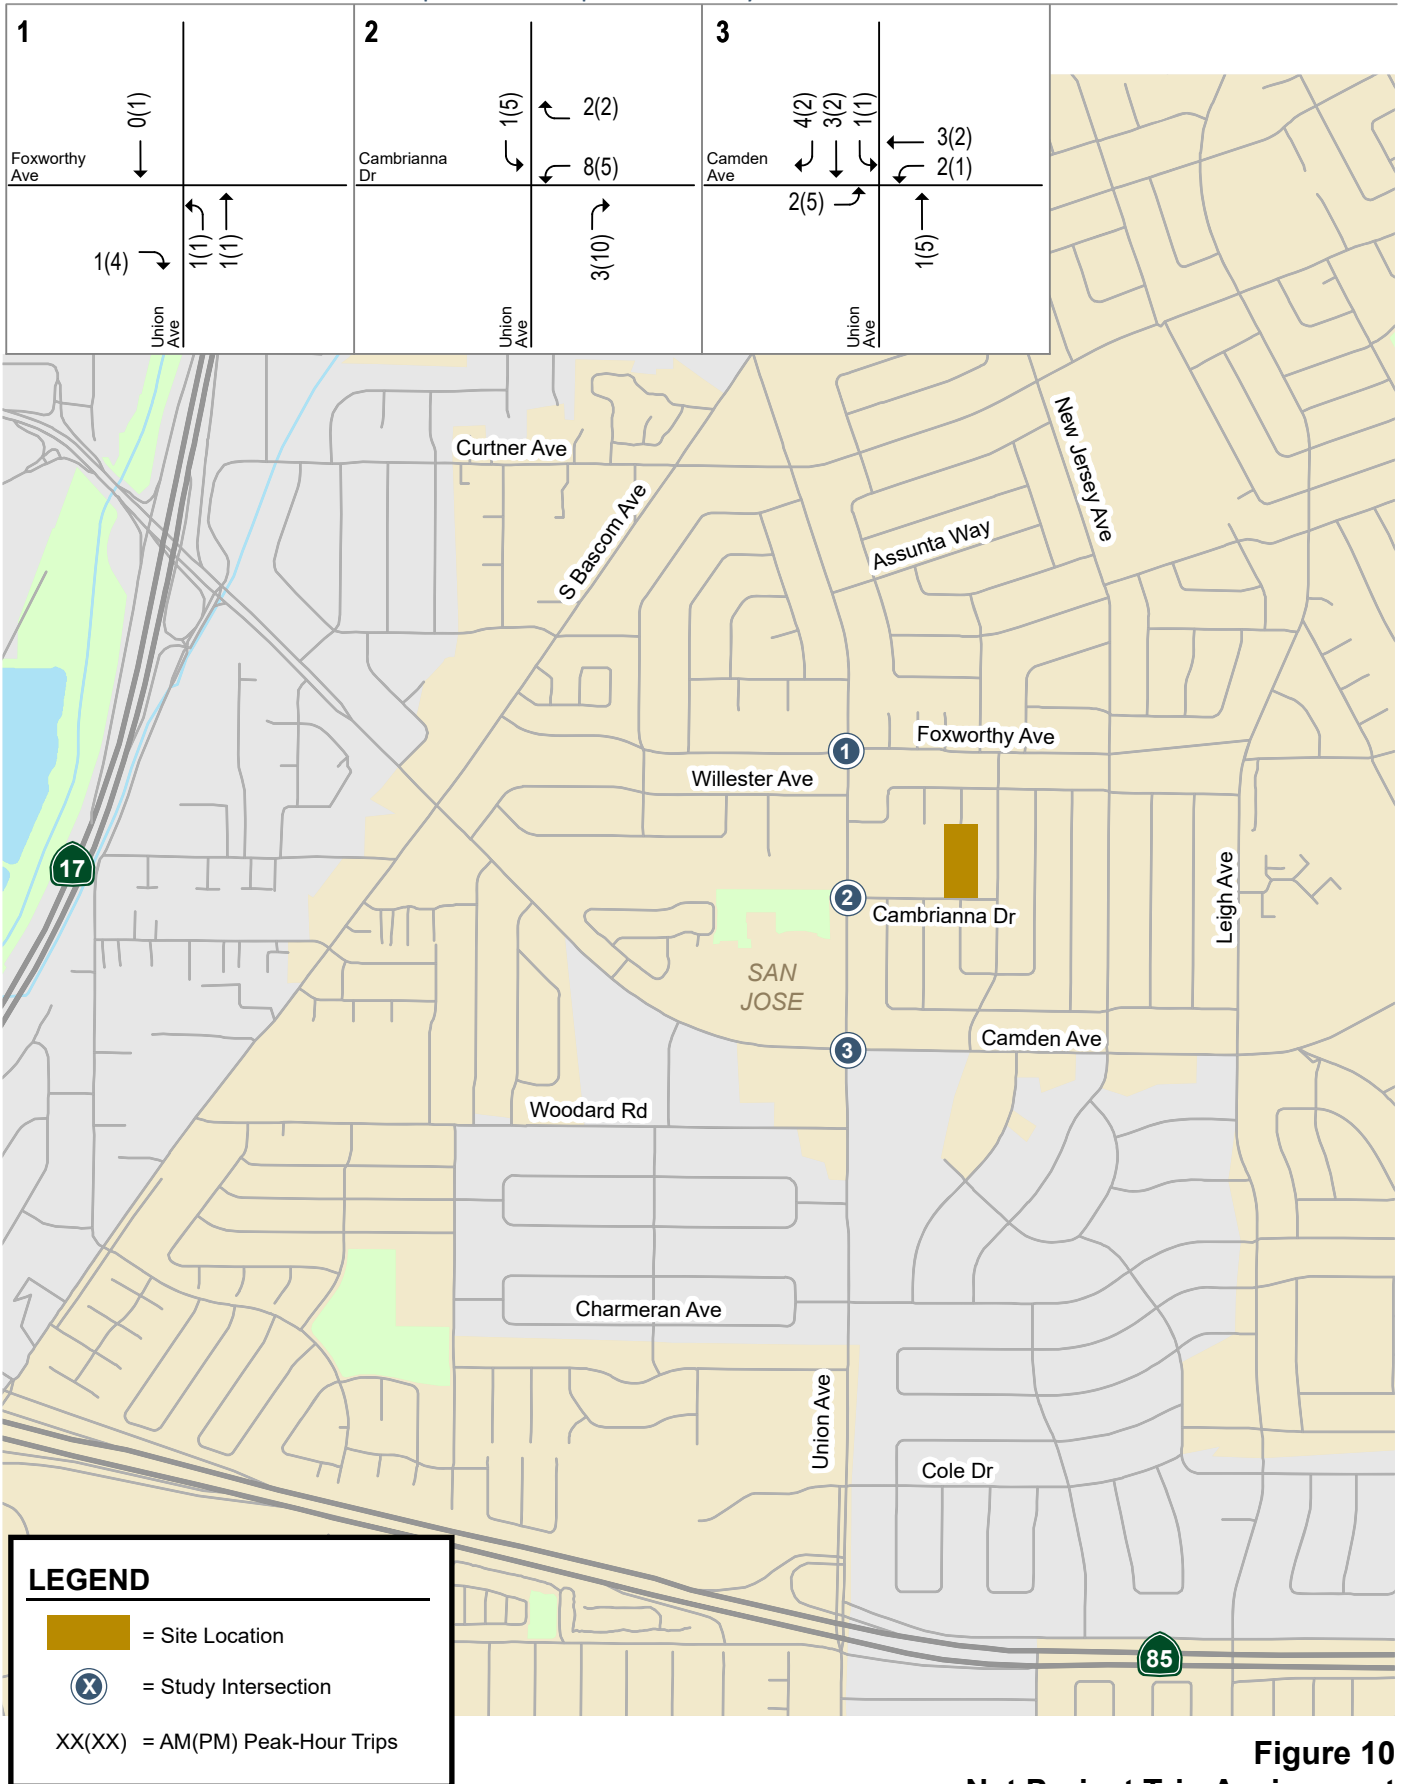 1
0(1)
Foxworthy
Ave
1(4)
1(1)
1(1)
Union
Ave
2
1(5)
2(2)
Cambrianna
Dr
8(5)
3(10)
Union
Ave
3
4(2)
3(2)
1(1)
3(2)
Camden
Ave
2(1)
2(5)
1(5)
Union
Ave
New Jersey Ave
Curtner Ave
S Bascom Ave
Assunta Way
Foxworthy Ave
1
Willester Ave
17
2
Cambrianna Dr
Leigh Ave
SAN
JOSE
3
Camden Ave
Woodard Rd
Charmeran Ave
Union Ave
Cole Dr
85
LEGEND
= Site Location
X = Study Intersection
XX(XX) = AM(PM) Peak-Hour Trips
Figure 10
Net Project Trip Assignment